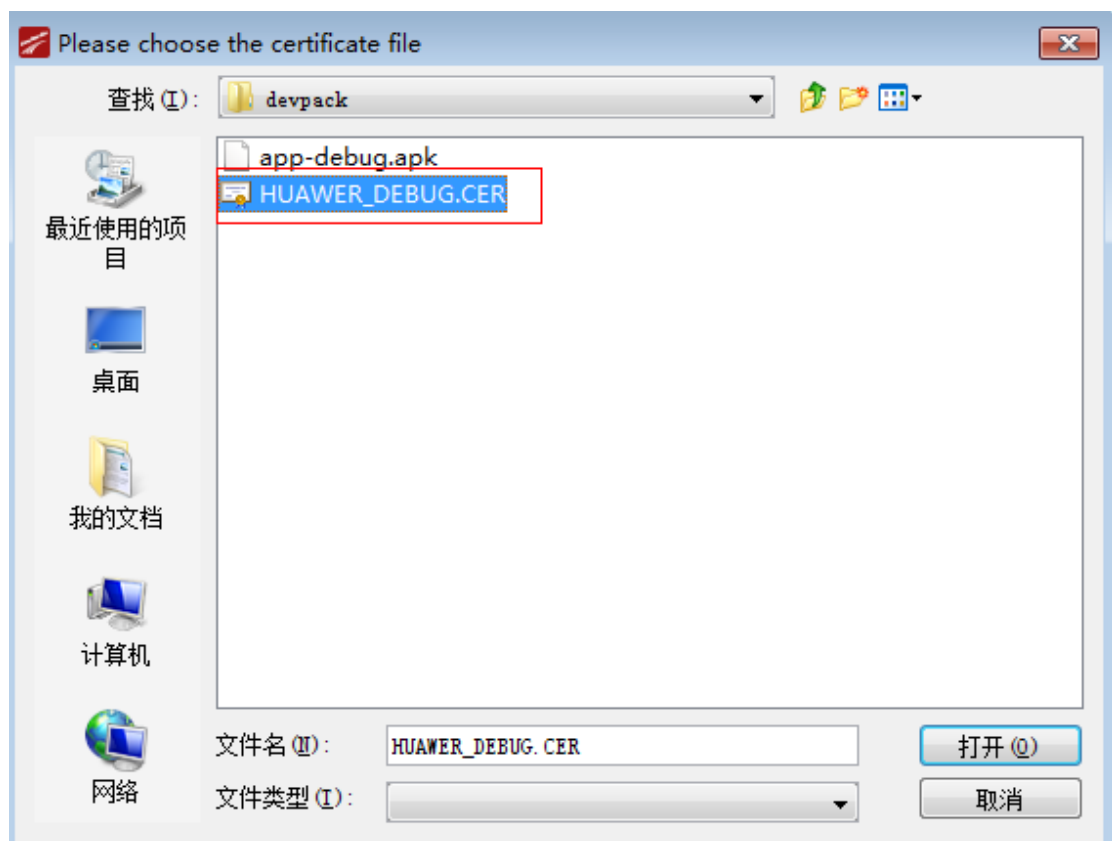 Please choose the certificate file
查找(I):
devpack
app-debug.apk
HUAWER_DEBUG.CER
最近使用的项
目
桌面
我的文档
计算机
网络
文件名(N):
HUAWER_DEBUG.CER
打开(O)
文件类型(T):
取消